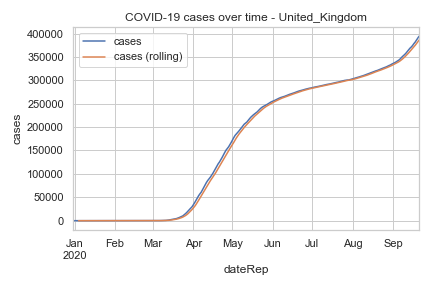 COVID-19 cases over time - United_Kingdom
cases
cases (rolling)
400000
350000
300000
250000
200000
150000
100000
50000
0
cases
Jan Feb Mar Apr May Jun Jul Aug Sep
2020
dateRep